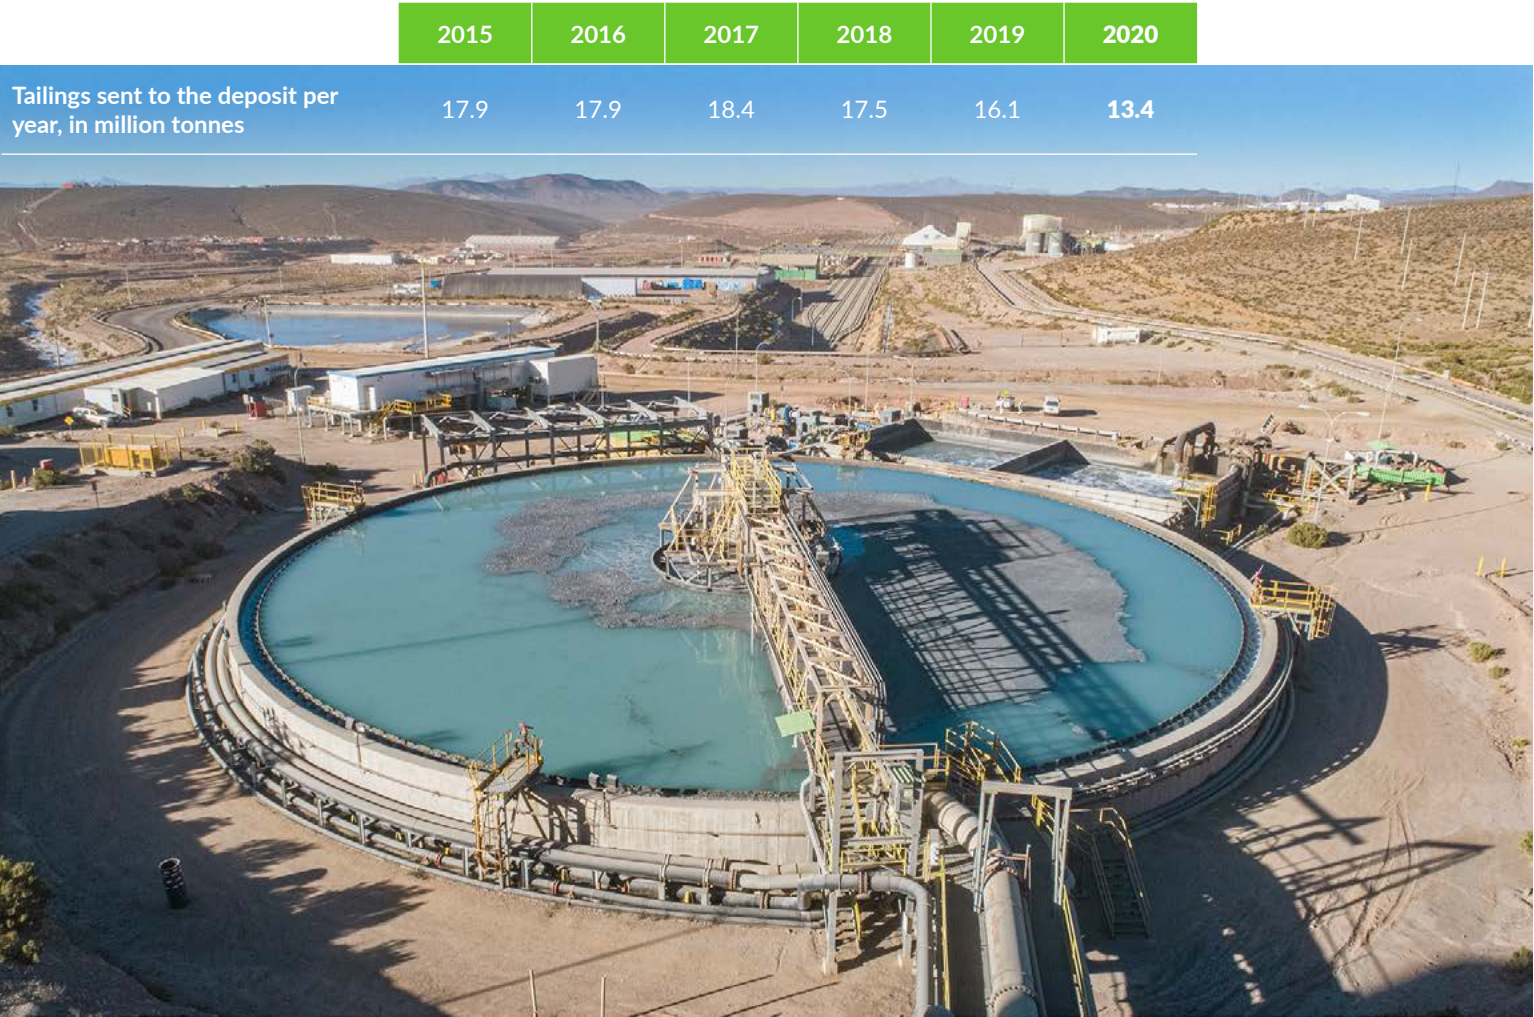 2015 2016 2017 2018 2019 2020
Tailings sent to the deposit per
year, in million tonnes
17.9 17.9 18.4 17.5 16.1 13.4